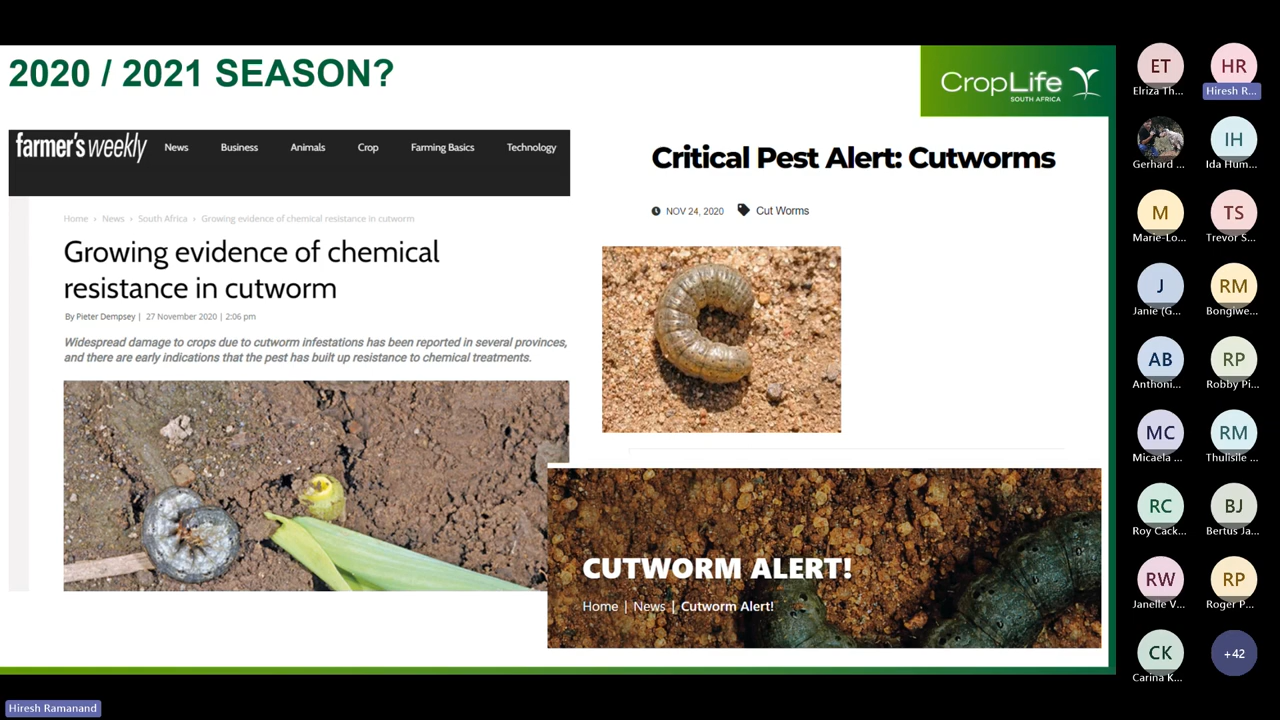 2020 / 2021 SEASON?
CropLife
SOUTH AFRICA
farmer's weekly
News Business Animals Crop Farming Basics Technology
Home › News › South Africa › Growing evidence of chemical resistance in cutworm
Growing evidence of chemical
resistance in cutworm
By Pieter Dempsey | 27 November 2020 | 2:06 pm
Widespread damage to crops due to cutworm infestations has been reported in several provinces,
and there are early indications that the pest has built up resistance to chemical treatments.
Critical Pest Alert: Cutworms
NOV 24, 2020 Cut Worms
CUTWORM ALERT!
Home | News | Cutworm Alert!
ET HR
Elriza Th... Hiresh R...
IH
Gerhard ... Ida Hum...
M TS
Marie-Lo... Trevor S...
J RM
Janie (G... Bongiwe...
AB RP
Anthoni... Robby Pi...
MC RM
Micaela ... Thulisile ...
RC BJ
Roy Cack... Bertus Ja...
RW RP
Janelle V... Roger P...
CK +42
Carina K...
Hiresh Ramanand